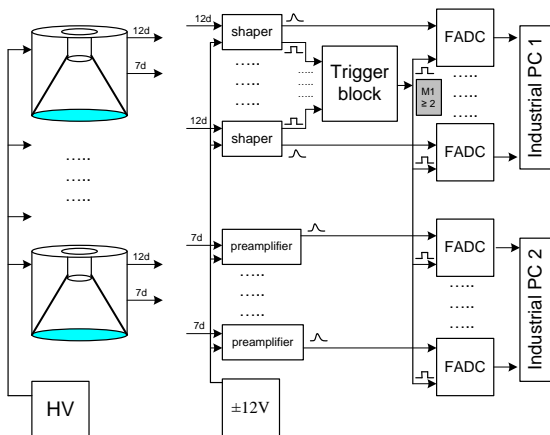 12d
7d
.....
.....
.....
12d
7d
HV
12d
shaper
.....
.....
.....
12d
shaper
Trigger
block
M1
≥ 2
FADC
.....
.....
FADC
Industrial PC 1
7d
preamplifier
.....
.....
7d
preamplifier
±12V
FADC
.....
.....
FADC
Industrial PC 2